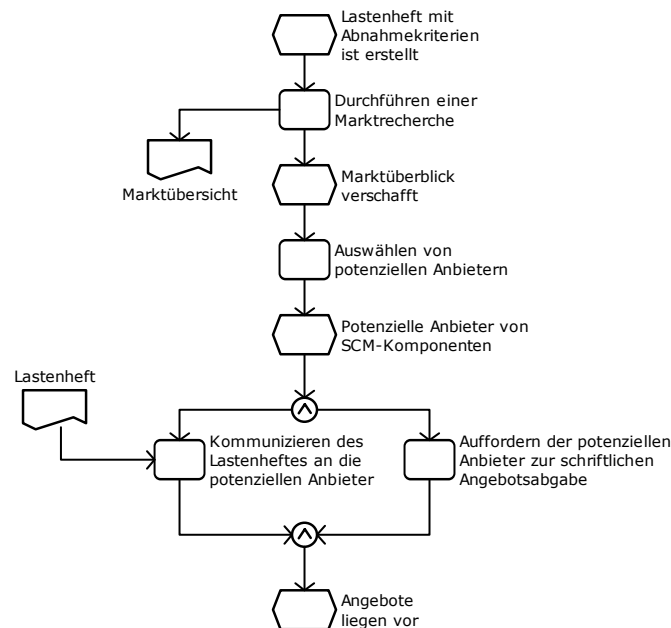 Lastenheft mit
Abnahmekriterien
ist erstellt
Durchführen einer
Marktrecherche
Marktübersicht
Marktüberblick
verschafft
Auswählen von
potenziellen Anbietern
Potenzielle Anbieter von
SCM-Komponenten
Lastenheft
Kommunizieren des
Lastenheftes an die
potenziellen Anbieter
Auffordern der potenziellen
Anbieter zur schriftlichen
Angebotsabgabe
Angebote
liegen vor